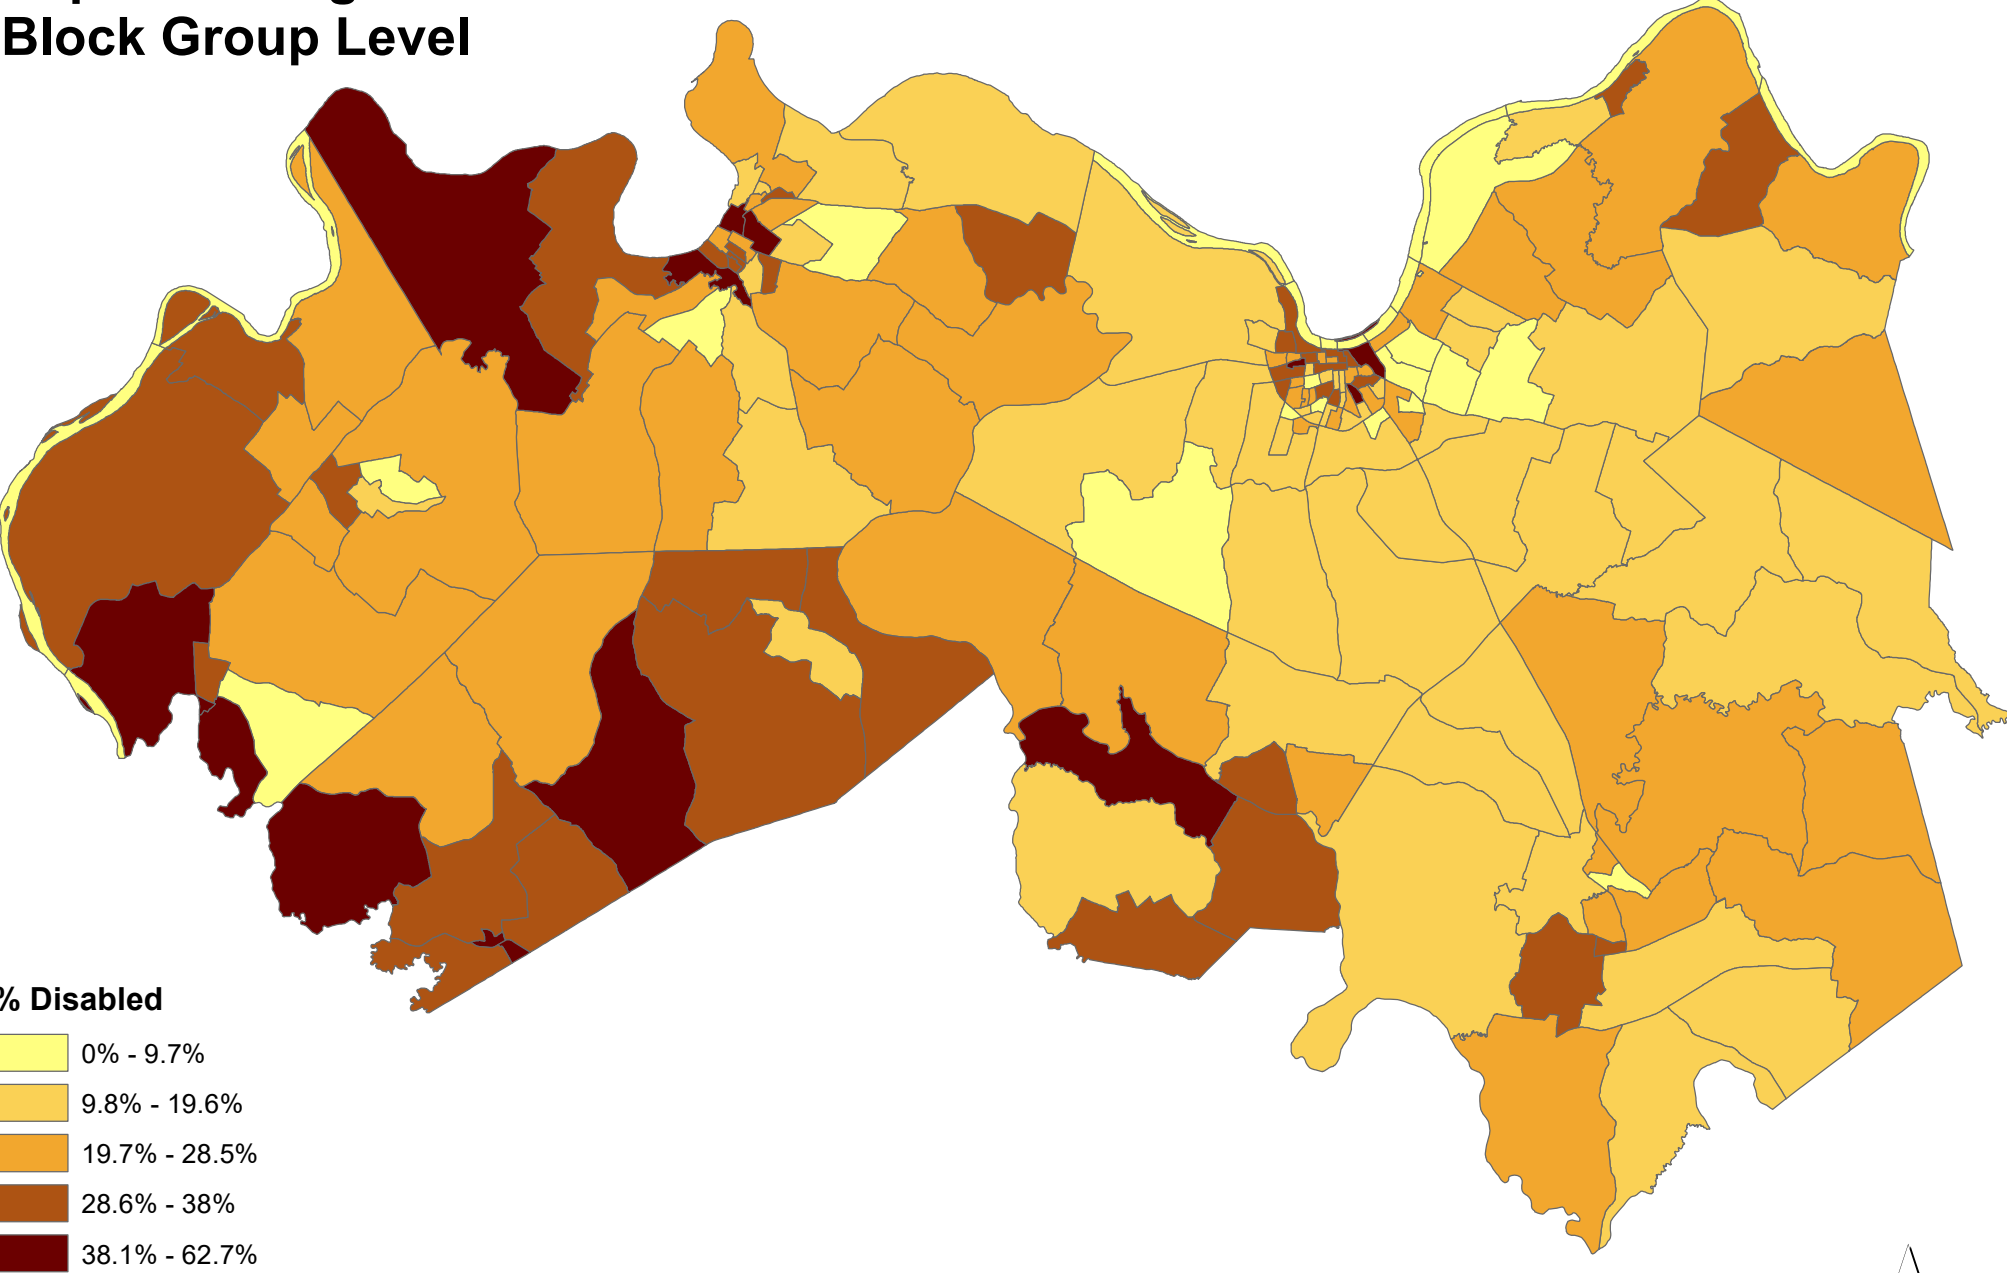 Block Group Level
% Disabled
0% - 9.7%
9.8% - 19.6%
19.7% - 28.5%
28.6% - 38%
38.1% - 62.7%